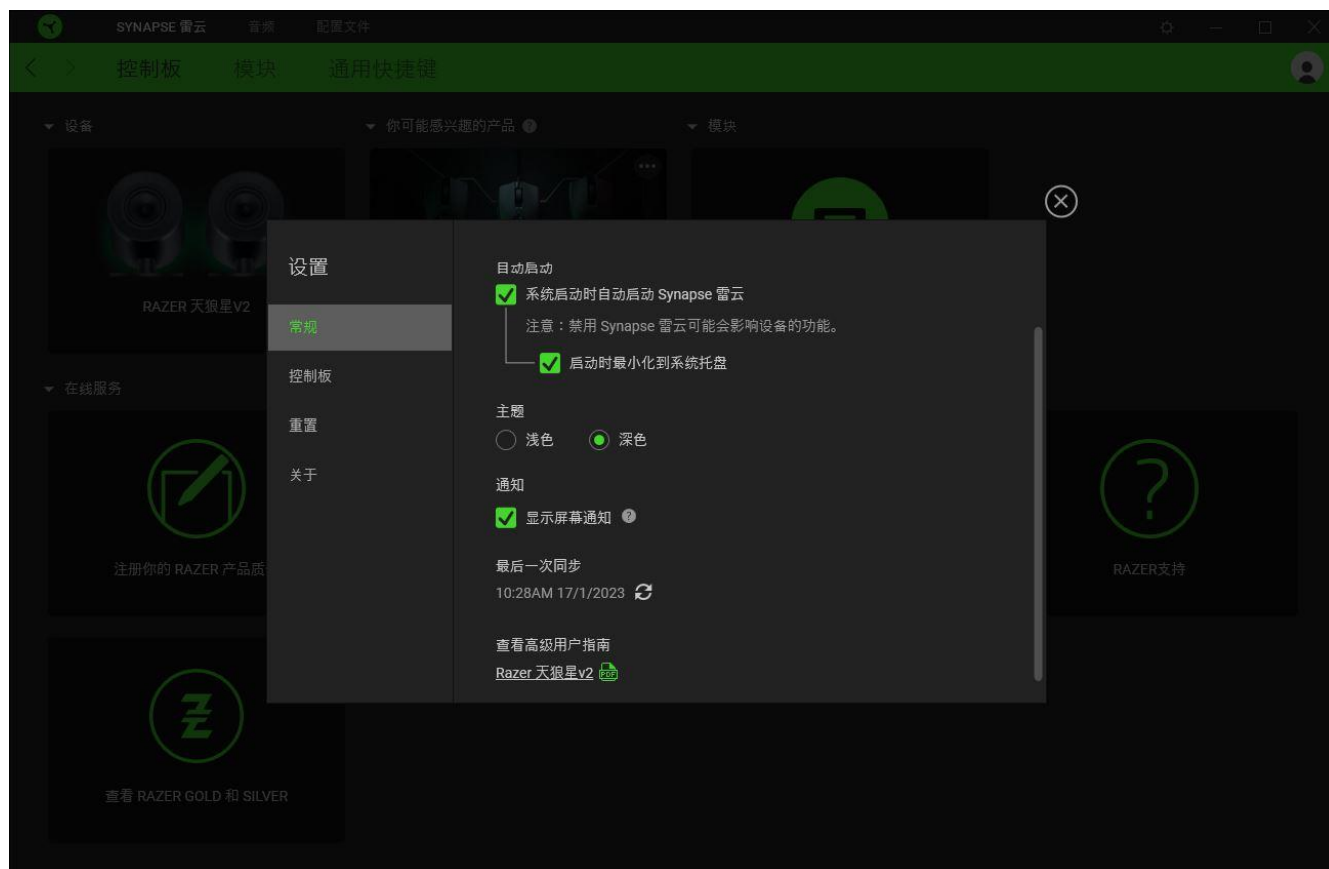 SYNAPSE 雷云 音频 配置文件
控制板 模块 通用快捷键
设备 你可能感兴趣的产品 模块
RAZER 天狼星V2
在线服务
注册你的 RAZER 产品质
RAZER支持
查看 RAZER GOLD 和 SILVER
设置
常规
控制板
重置
关于
自动启动
系统启动时自动启动 Synapse 雷云
注意：禁用 Synapse 雷云可能会影响设备的功能。
启动时最小化到系统托盘
主题
浅色 深色
通知
显示屏幕通知
最后一次同步
10:28AM 17/1/2023
查看高级用户指南
Razer 天狼星v2 PDF